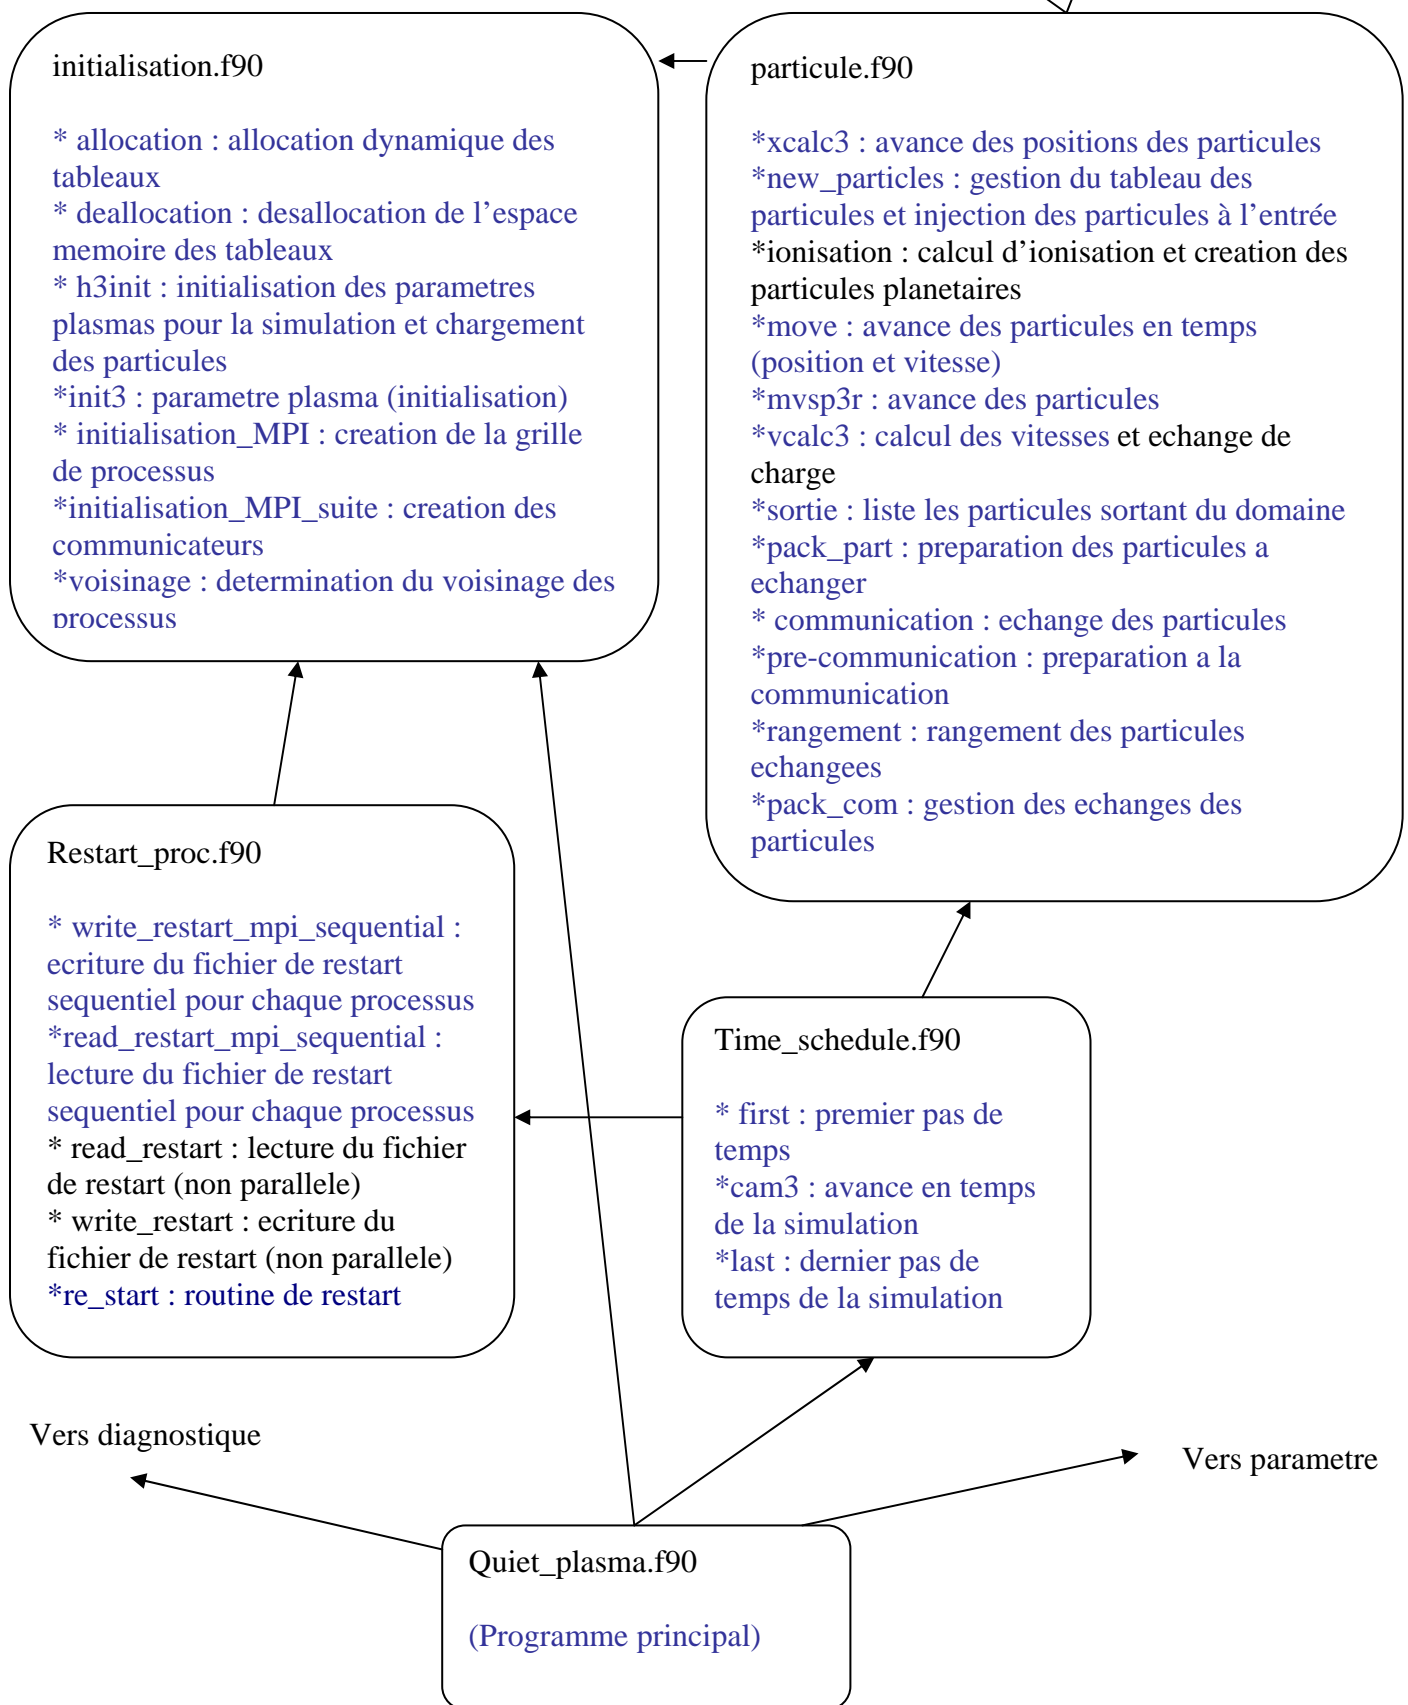 initialisation.f90
* allocation : allocation dynamique des
tableaux
* deallocation : desallocation de l’espace
memoire des tableaux
* h3init : initialisation des parametres
plasmas pour la simulation et chargement
des particules
*init3 : parametre plasma (initialisation)
* initialisation_MPI : creation de la grille
de processus
*initialisation_MPI_suite : creation des
communicateurs
*voisinage : determination du voisinage des
processus
particule.f90
*xcalc3 : avance des positions des particules
*new_particles : gestion du tableau des
particules et injection des particules à l’entrée
*ionisation : calcul d’ionisation et creation des
particules planetaires
*move : avance des particules en temps
(position et vitesse)
*mvsp3r : avance des particules
*vcalc3 : calcul des vitesses et echange de
charge
*sortie : liste les particules sortant du domaine
*pack_part : preparation des particules a
echanger
* communication : echange des particules
*pre-communication : preparation a la
communication
*rangement : rangement des particules
echangees
*pack_com : gestion des echanges des
particules
Restart_proc.f90
* write_restart_mpi_sequential :
ecriture du fichier de restart
sequentiel pour chaque processus
*read_restart_mpi_sequential :
lecture du fichier de restart
sequentiel pour chaque processus
* read_restart : lecture du fichier
de restart (non parallele)
* write_restart : ecriture du
fichier de restart (non parallele)
*re_start : routine de restart
Time_schedule.f90
* first : premier pas de
temps
*cam3 : avance en temps
de la simulation
*last : dernier pas de
temps de la simulation
Vers diagnostique
Vers parametre
Quiet_plasma.f90
(Programme principal)